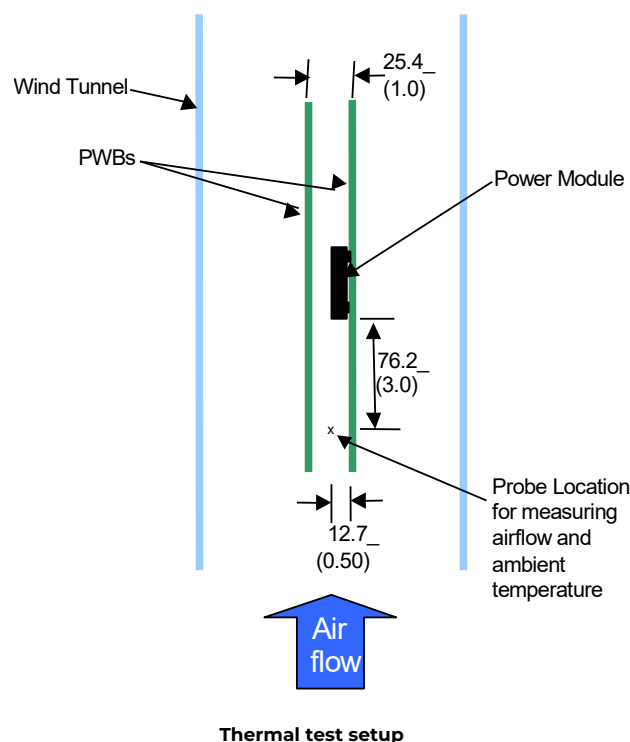 25.4_
(1.0)
Wind Tunnel
PWBs
Power Module
76.2_
(3.0)
x
Probe Location
for measuring
airflow and
ambient
temperature
12.7_
(0.50)
Air
flow
Thermal test setup